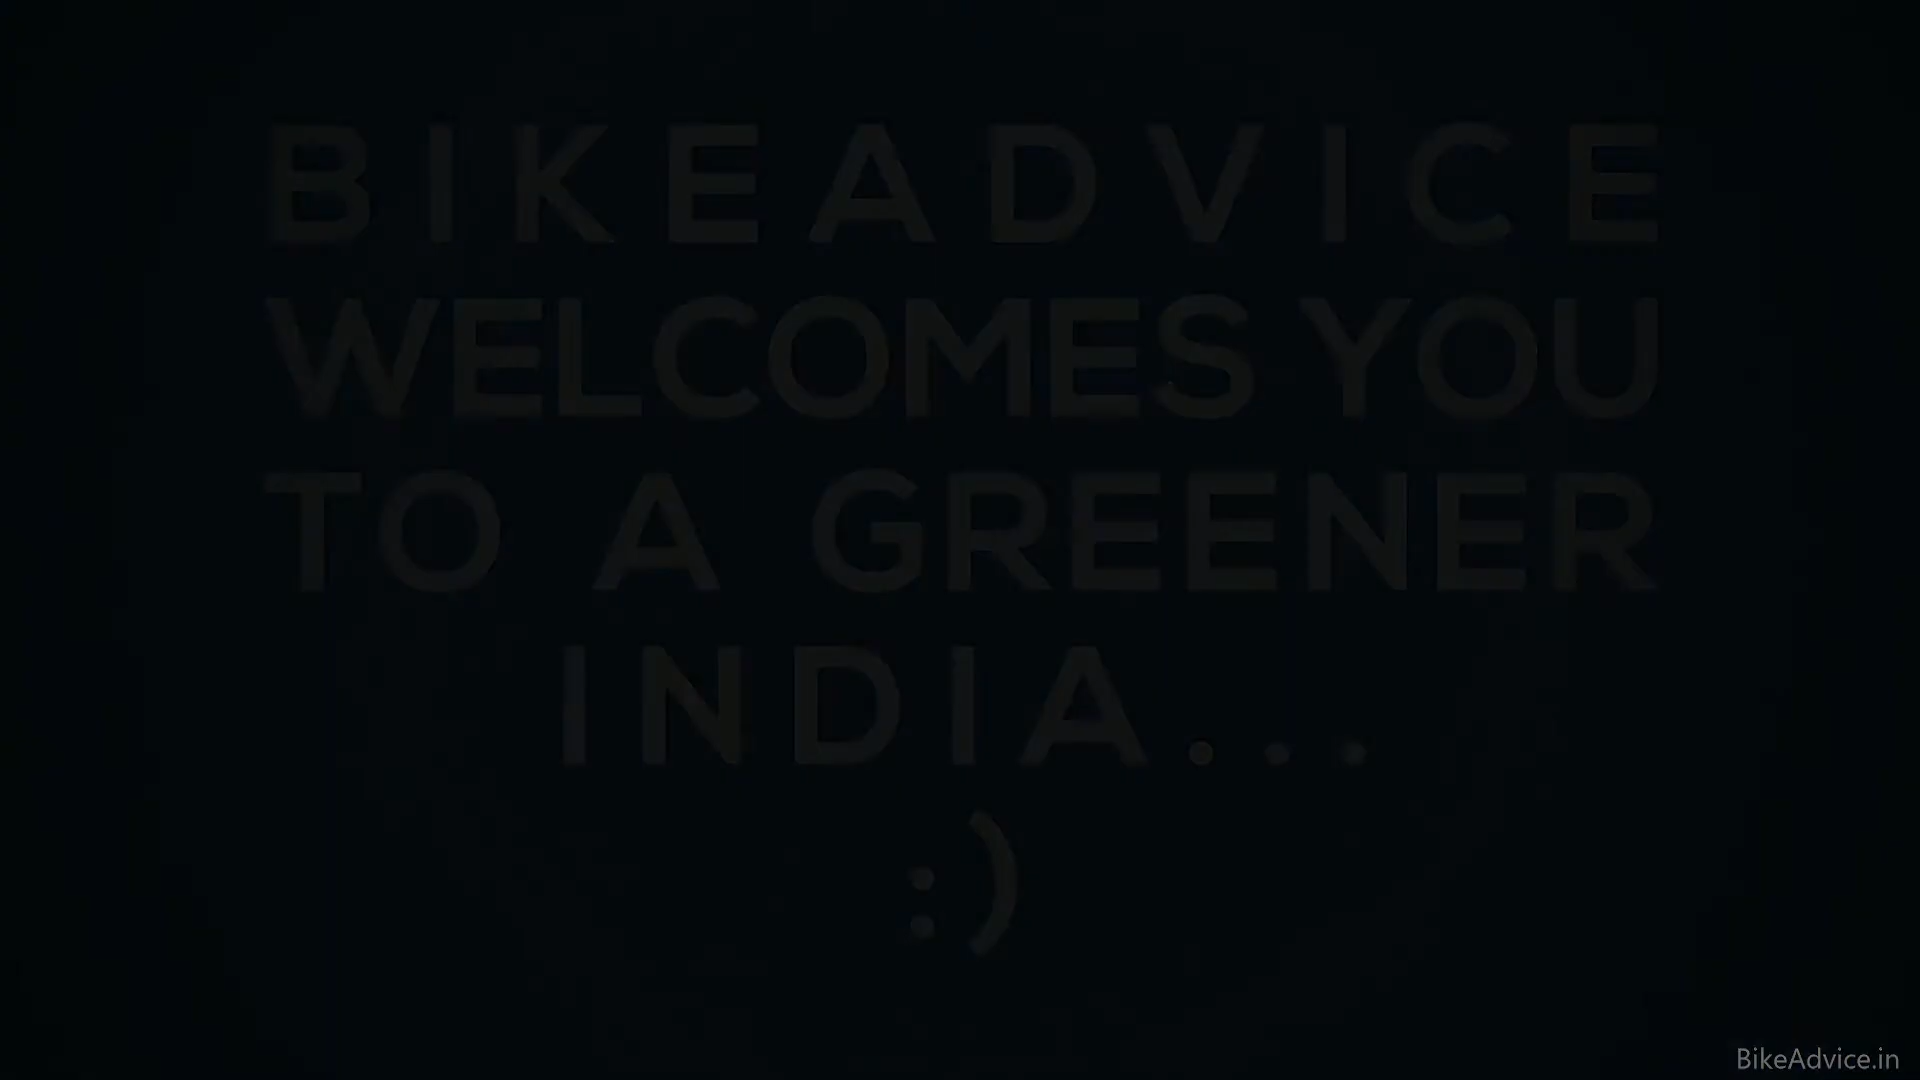 BIKEADVICE
WELCOMES YOU
TO A GREENER
INDIA...
:)
BikeAdvice.in